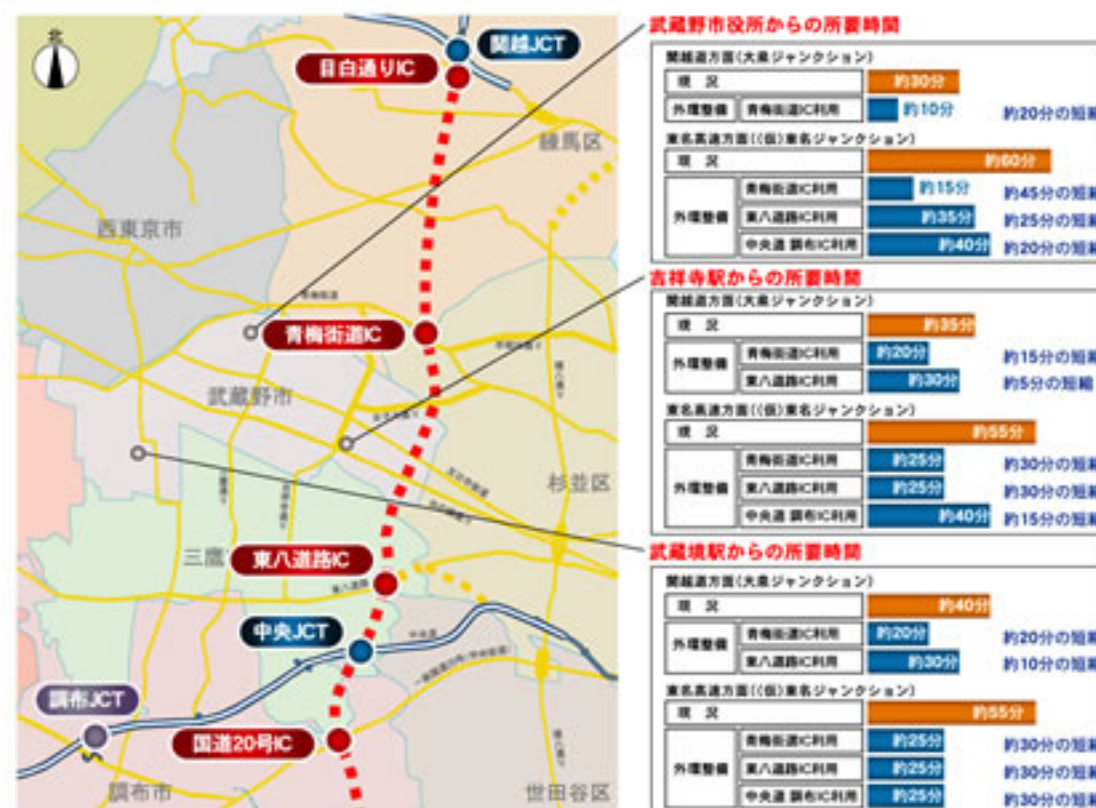 北
関越JCT
目白通りIC
練馬区
西東京市
青梅街道
青梅街道IC
武蔵野市
杉並区
三鷹
東八道路IC
東八道路
中央JCT
中央道
調布JCT
国道20号IC
調布市
世田谷区
武蔵野市役所からの所要時間
関越道方面(大泉ジャンクション)
現 況 約30分
外環整備 青梅街道IC利用 約10分 約20分の短
東名高速方面((仮)東名ジャンクション)
現 況 約60分
外環整備
青梅街道IC利用 約15分 約45分の短
東八道路IC利用 約35分 約25分の短
中央道 調布IC利用 約40分 約20分の短
吉祥寺駅からの所要時間
関越道方面(大泉ジャンクション)
現 況 約35分
外環整備
青梅街道IC利用 約20分 約15分の短
東八道路IC利用 約30分 約5分の短縮
東名高速方面((仮)東名ジャンクション)
現 況 約55分
外環整備
青梅街道IC利用 約25分 約30分の短
東八道路IC利用 約25分 約30分の短
中央道 調布IC利用 約40分 約15分の短
武蔵境駅からの所要時間
関越道方面(大泉ジャンクション)
現 況 約40分
外環整備
青梅街道IC利用 約20分 約20分の短
東八道路IC利用 約30分 約10分の短
東名高速方面((仮)東名ジャンクション)
現 況 約55分
外環整備
青梅街道IC利用 約25分 約30分の短
東八道路IC利用 約25分 約30分の短
中央道 調布IC利用 約25分 約30分の短